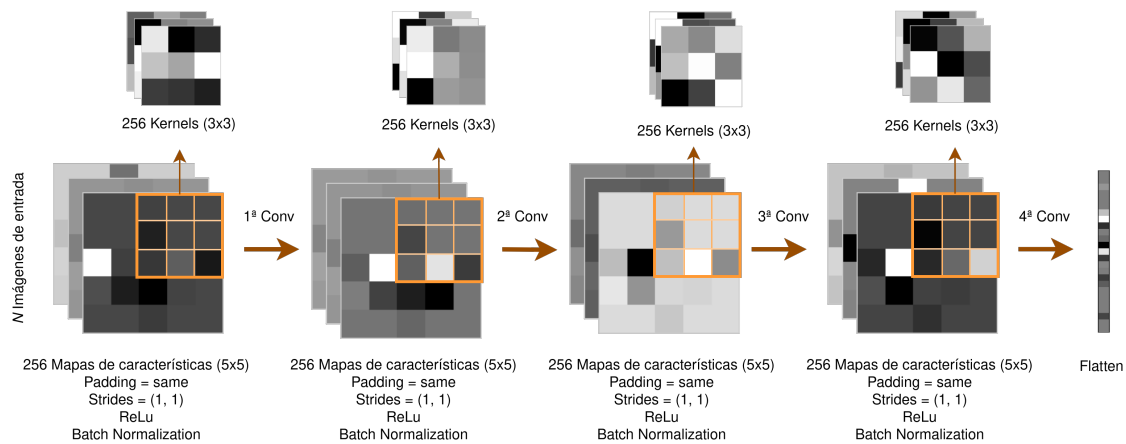 256 Kernels (3x3)
256 Kernels (3x3)
256 Kernels (3x3)
256 Kernels (3x3)
N Imágenes de entrada
1ª Conv
2ª Conv
3ª Conv
4ª Conv
256 Mapas de características (5x5)
Padding = same
Strides = (1, 1)
ReLu
Batch Normalization
256 Mapas de característícas (5x5)
Padding = same
Strides = (1, 1)
ReLu
Batch Normalization
256 Mapas de característícas (5x5)
Padding = same
Strides = (1, 1)
ReLu
Batch Normalization
256 Mapas de característícas (5x5)
Padding = same
Strides = (1, 1)
ReLu
Batch Normalization
Flatten